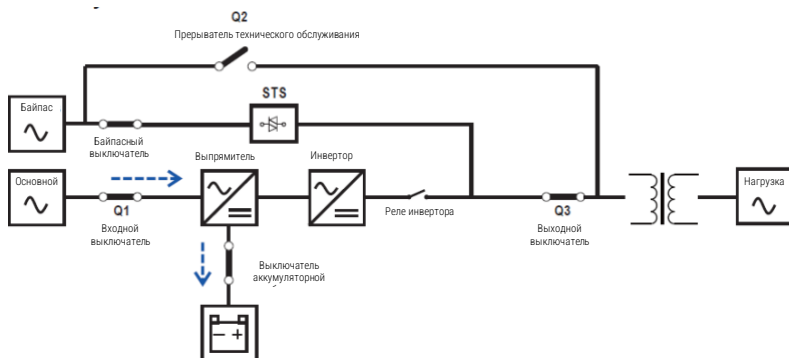 Q2
Прерыватель технического обслуживания
Байпас
STS
Байпасный
выключатель
Выпрямитель
Инвертор
Основной
Нагрузка
Q1
Входной
выключатель
Реле инвертора
Q3
Выходной
выключатель
Выключатель
аккумуляторной
− +